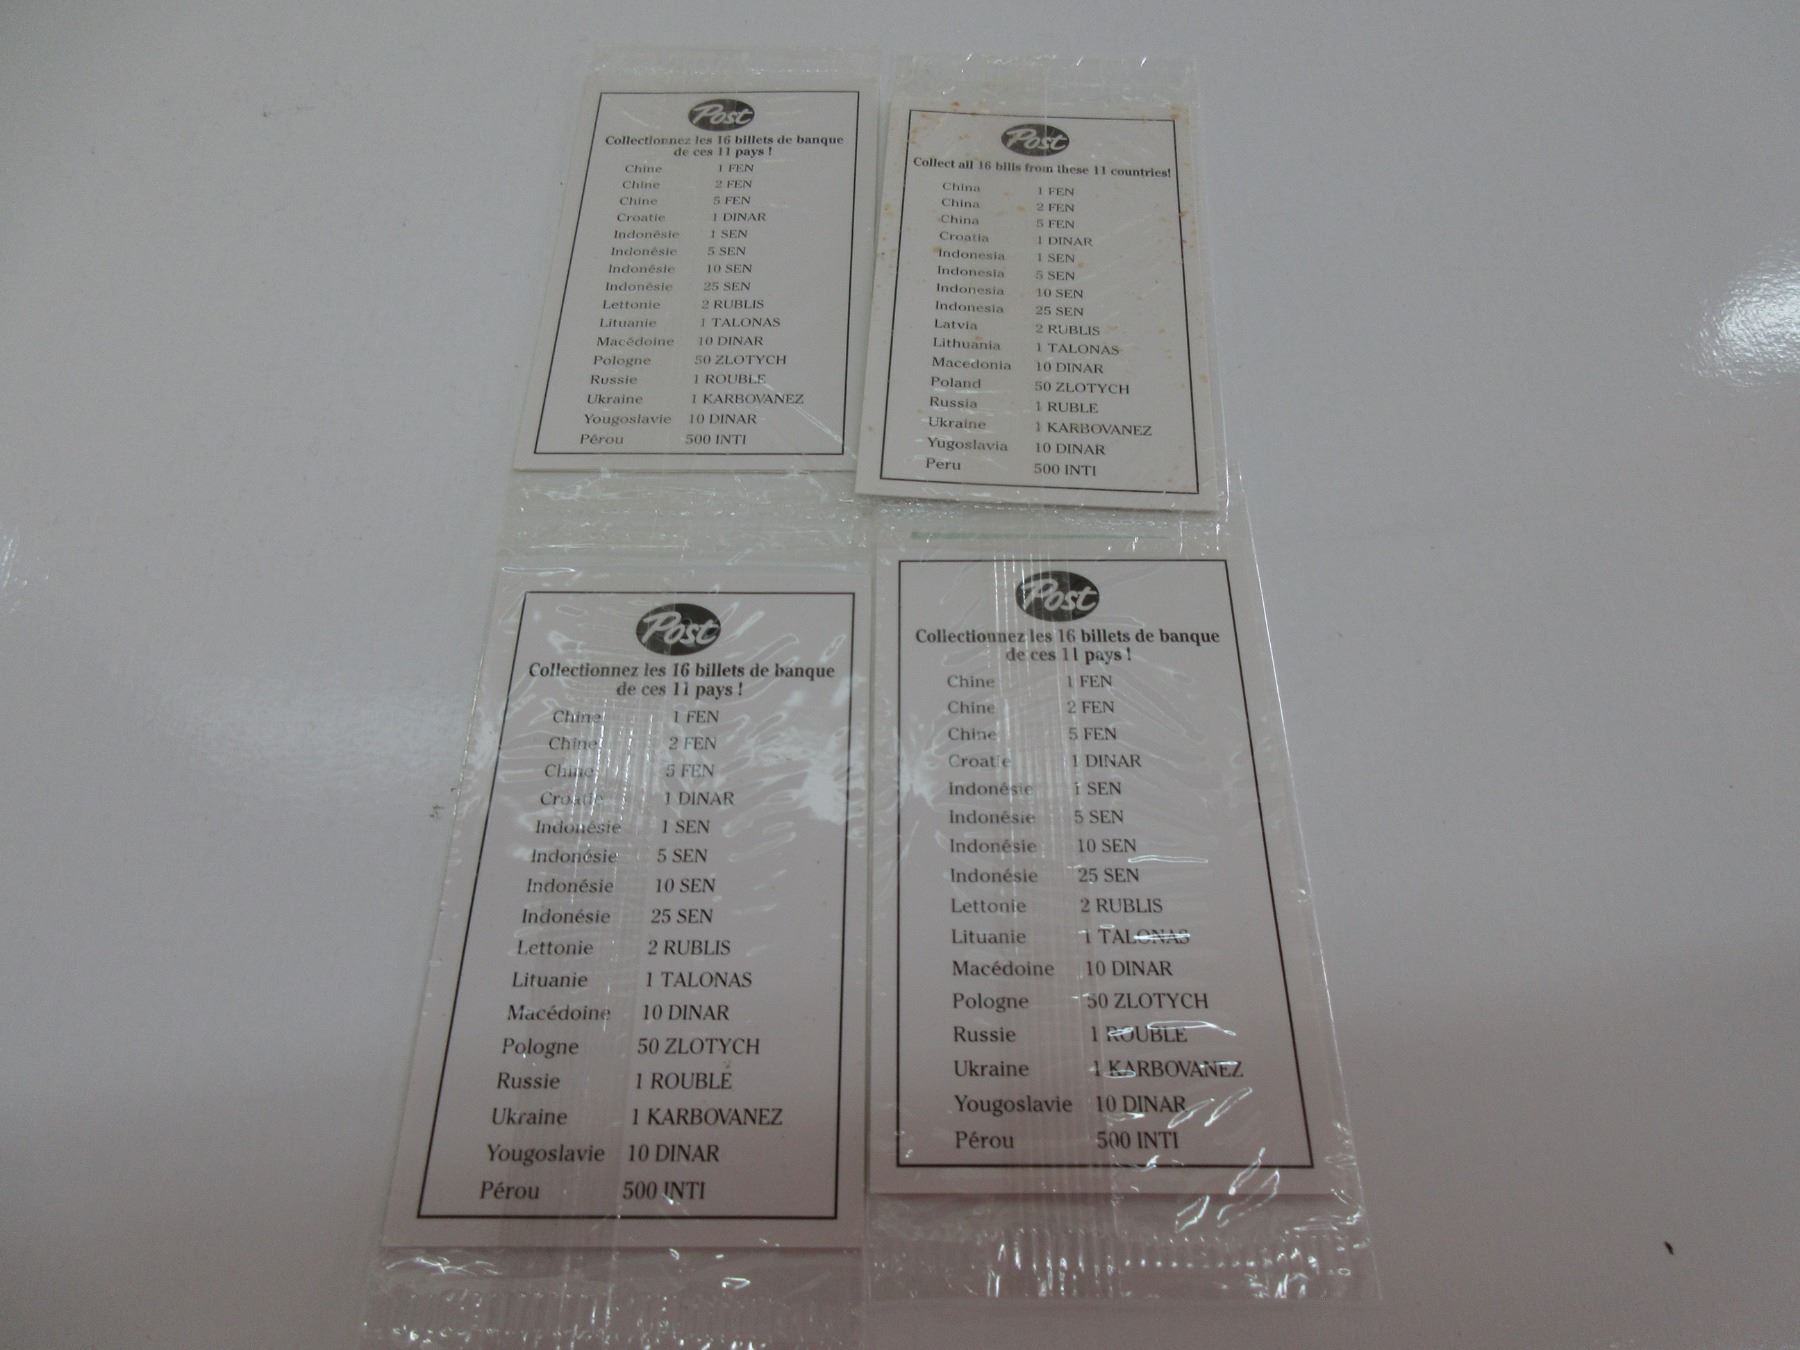 Post
Collectionnez les 16 billets de banque
de ces 11 pays !
Chine 1 FEN
Chine 2 FEN
Chine 5 FEN
Croatie 1 DINAR
Indonésie 1 SEN
Indonésie 5 SEN
Indonésie 10 SEN
Indonésie 25 SEN
Lettonie 2 RUBLIS
Lituanie 1 TALONAS
Macédoine 10 DINAR
Pologne 50 ZLOTYCH
Russie 1 ROUBLE
Ukraine 1 KARBOVANEZ
Yougoslavie 10 DINAR
Pérou 500 INTI
Post
Collect all 16 bills from these 11 countries!
China 1 FEN
China 2 FEN
China 5 FEN
Croatia 1 DINAR
Indonesia 1 SEN
Indonesia 5 SEN
Indonesia 10 SEN
Indonesia 25 SEN
Latvia 2 RUBLIS
Lithuania 1 TALONAS
Macedonia 10 DINAR
Poland 50 ZLOTYCH
Russia 1 RUBLE
Ukraine 1 KARBOVANEZ
Yugoslavia 10 DINAR
Peru 500 INTI
Post
Collectionnez les 16 billets de banque
de ces 11 pays !
Chine 1 FEN
Chine 2 FEN
Chine 5 FEN
Croatie 1 DINAR
Indonésie 1 SEN
Indonésie 5 SEN
Indonésie 10 SEN
Indonésie 25 SEN
Lettonie 2 RUBLIS
Lituanie 1 TALONAS
Macédoine 10 DINAR
Pologne 50 ZLOTYCH
Russie 1 ROUBLE
Ukraine 1 KARBOVANEZ
Yougoslavie 10 DINAR
Pérou 500 INTI
Post
Collectionnez les 16 billets de banque
de ces 11 pays !
Chine 1 FEN
Chine 2 FEN
Chine 5 FEN
Croatie 1 DINAR
Indonésie 1 SEN
Indonésie 5 SEN
Indonésie 10 SEN
Indonésie 25 SEN
Lettonie 2 RUBLIS
Lituanie 1 TALONAS
Macédoine 10 DINAR
Pologne 50 ZLOTYCH
Russie 1 ROUBLE
Ukraine 1 KARBOVANEZ
Yougoslavie 10 DINAR
Pérou 500 INTI